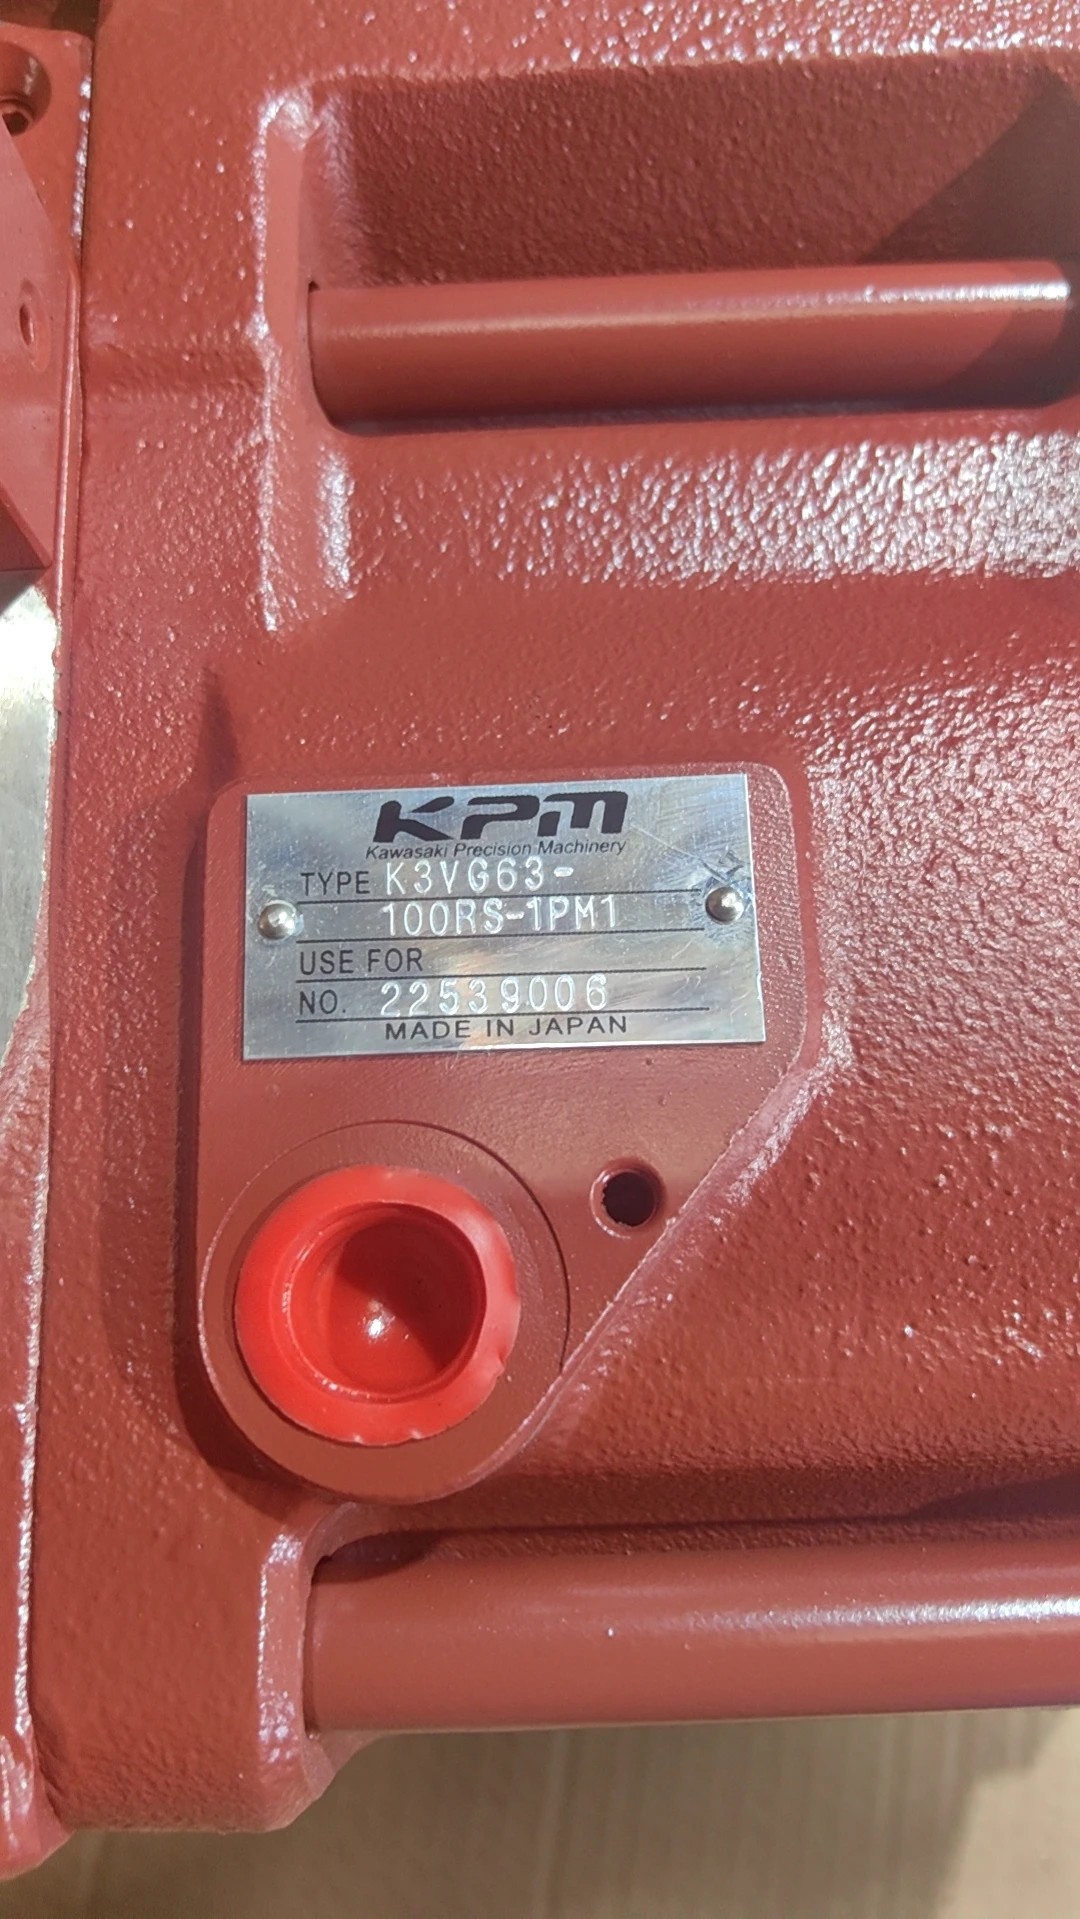 KPM
Kawasaki Precision Machinery
TYPE K3VG63-
100RS-1PM1
USE FOR
NO. 22539006
MADE IN JAPAN